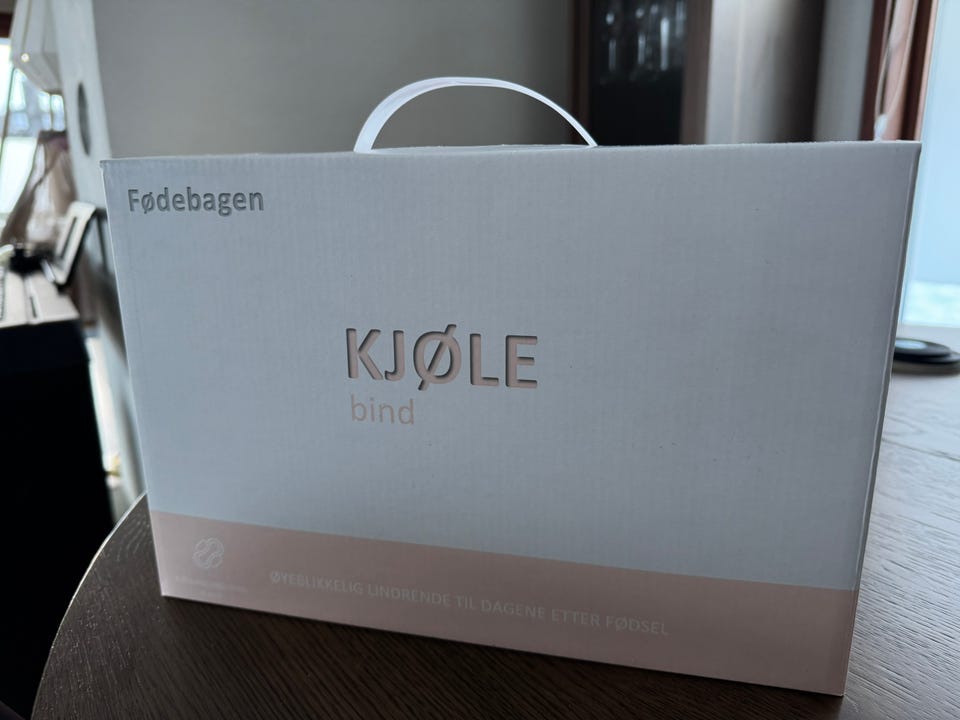 Fødebagen
KJØLE
bind
ØYEBLIKKELIG LINDRENDE TIL DAGENE ETTER FØDSEL